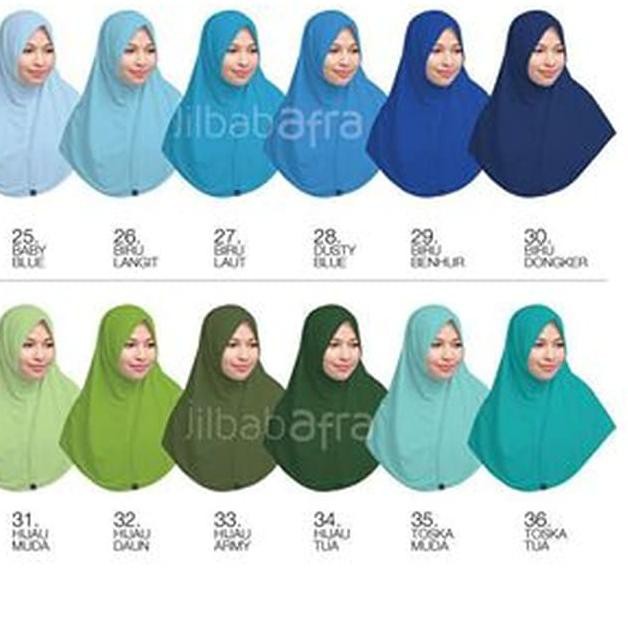 JilbabAfra
25. BABY BLUE
26. BIRU LANGIT
27. BIRU LAUT
28. DUSTY BLUE
29. BIRU BENHUR
30. BIRU DONGKER
JilbabAfra
31. HIJAU MUDA
32. HIJAU DAUN
33. HIJAU ARMY
34. HIJAU TUA
35. TOSKA MUDA
36. TOSKA TUA